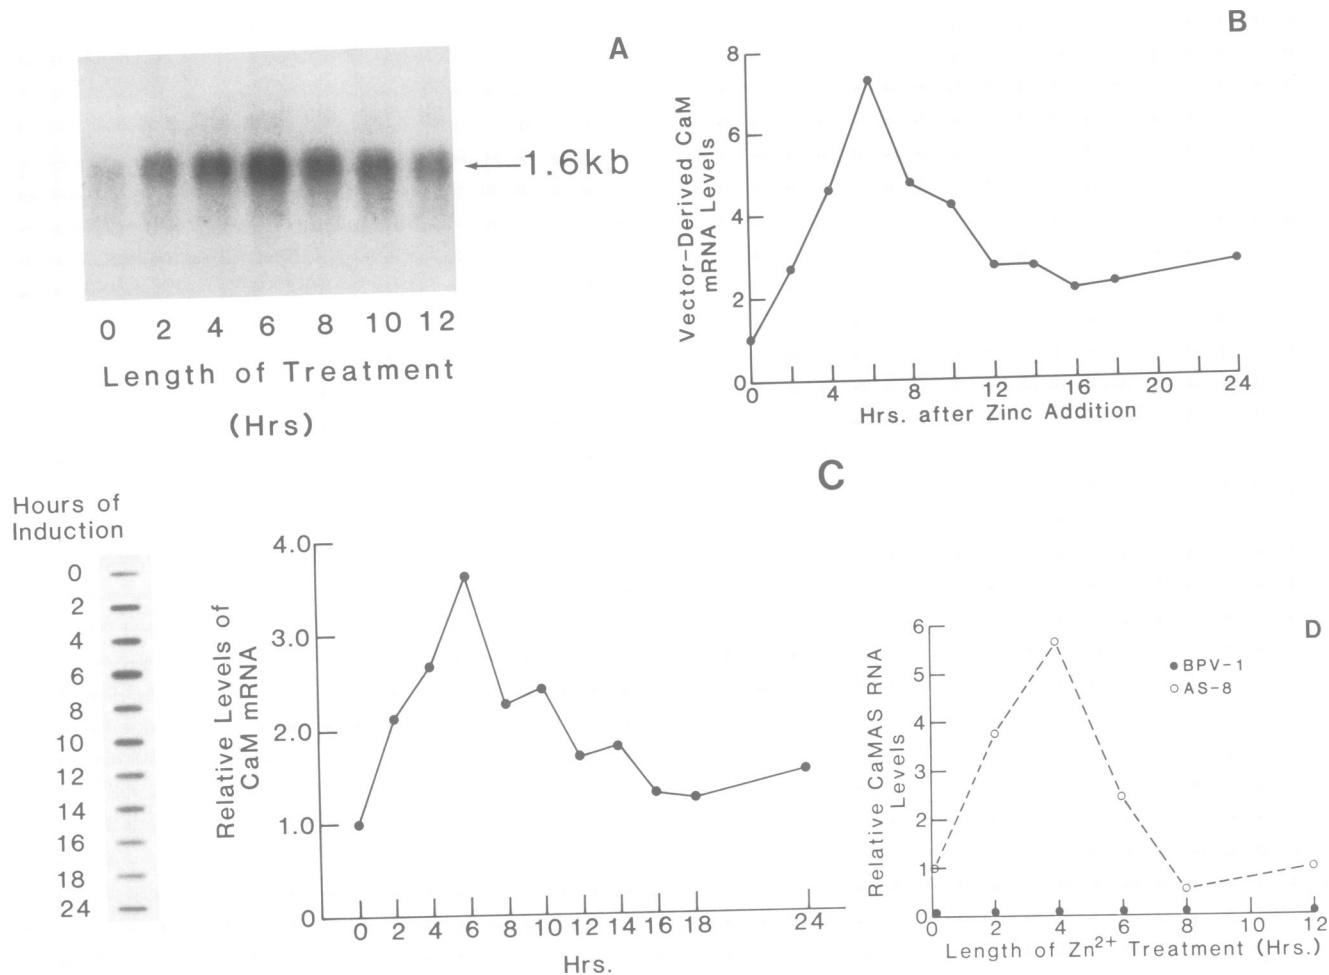 A
1.6kb
0 2 4 6 8 10 12
Length of Treatment
(Hrs)
B
8
6
4
2
0
Vector-Derived CaM
mRNA Levels
0 4 8 12 16 20 24
Hrs. after Zinc Addition
C
Hours of
Induction
0
2
4
6
8
10
12
14
16
18
24
4.0
3.0
2.0
1.0
0
Relative Levels of
CaM mRNA
0 2 4 6 8 10 12 14 16 18 24
Hrs.
D
6
5
4
3
2
1
0
Relative CaMAS RNA
Levels
BPV-1
AS-8
0 2 4 6 8 12
Length of Zn²⁺ Treatment (Hrs.)